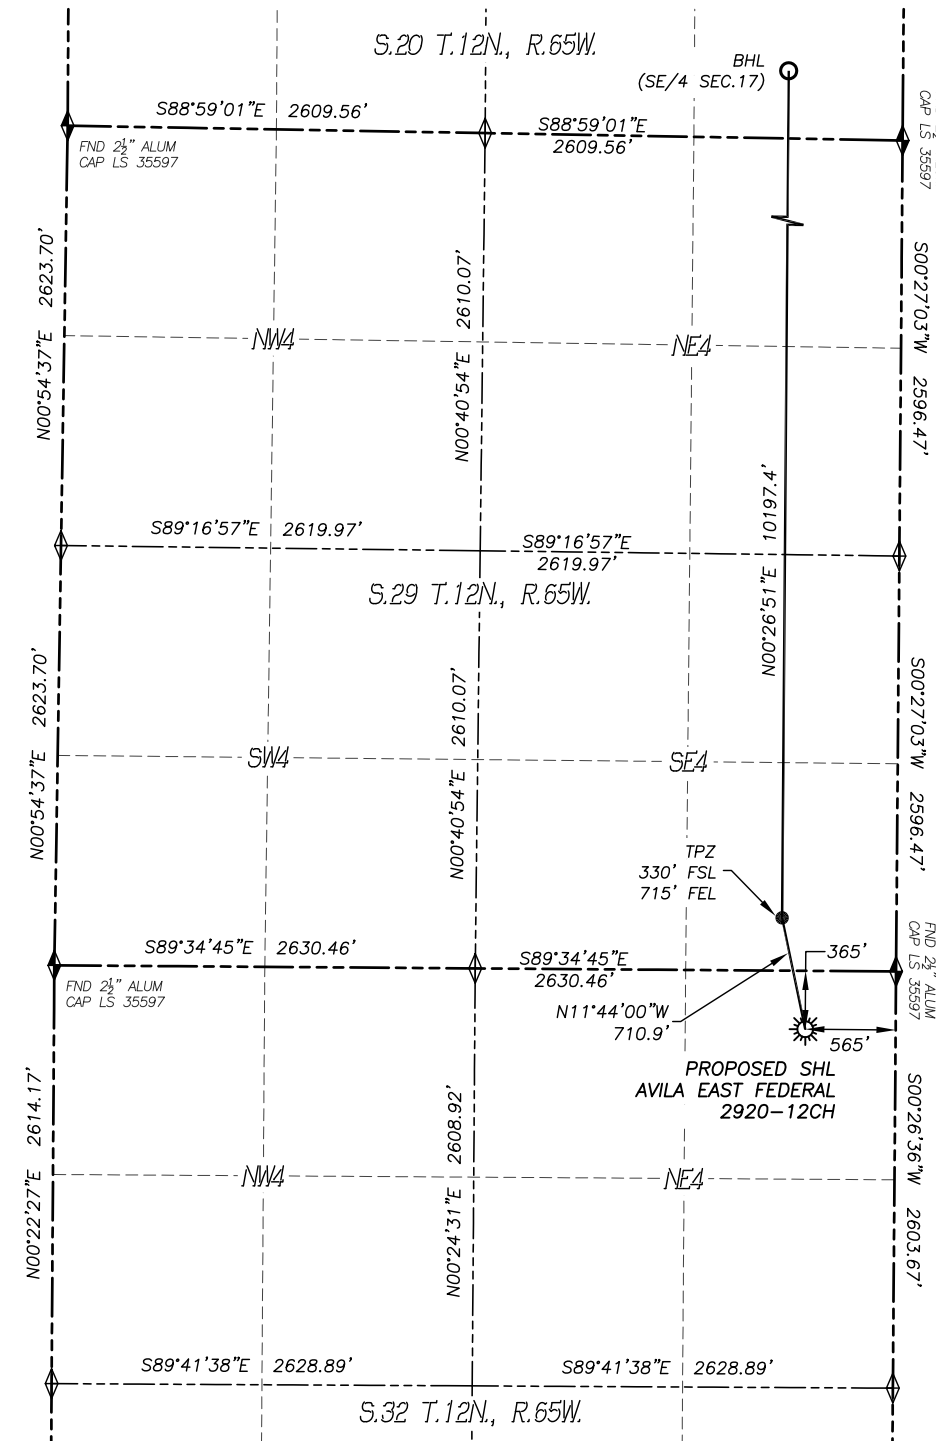 S.20 T.12N., R.65W.
BHL
(SE/4 SEC.17)
S88°59'01"E 2609.56'
S88°59'01"E
2609.56'
FND 2½" ALUM
CAP LS 35597
CAP LS 35597
N00°54'37"E 2623.70'
N00°40'54"E 2610.07'
S00°27'03"W 2596.47'
NW4
NE4
N00°26'51"E 10197.4'
S89°16'57"E 2619.97'
S89°16'57"E
2619.97'
S.29 T.12N., R.65W.
N00°54'37"E 2623.70'
N00°40'54"E 2610.07'
S00°27'03"W 2596.47'
SW4
SE4
TPZ
330' FSL
715' FEL
S89°34'45"E 2630.46'
S89°34'45"E
2630.46'
365'
FND 2½" ALUM
CAP LS 35597
FND 2½" ALUM
CAP LS 35597
N11°44'00"W
710.9'
565'
PROPOSED SHL
AVILA EAST FEDERAL
2920-12CH
N00°22'27"E 2614.17'
N00°24'31"E 2608.92'
S00°26'36"W 2603.67'
NW4
NE4
S89°41'38"E 2628.89'
S89°41'38"E 2628.89'
S.32 T.12N., R.65W.